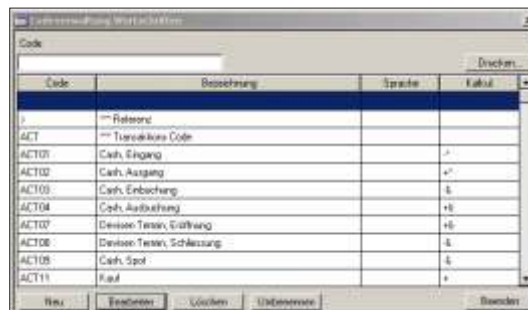 Code
Drucken...
Code Bezeichnung Sprache Kalkul
> *** Referenz
ACT *** Transaktions Code
ACT01 Cash, Eingang -*
ACT02 Cash, Ausgang +*
ACT03 Cash, Einbuchung -&
ACT04 Cash, Ausbuchung +&
ACT07 Devisen Termin, Eröffnung +&
ACT08 Devisen Termin, Schliessung -&
ACT09 Cash, Spot -&
ACT11 Kauf +
Neu Bearbeiten Löschen Uebernehmen Beenden